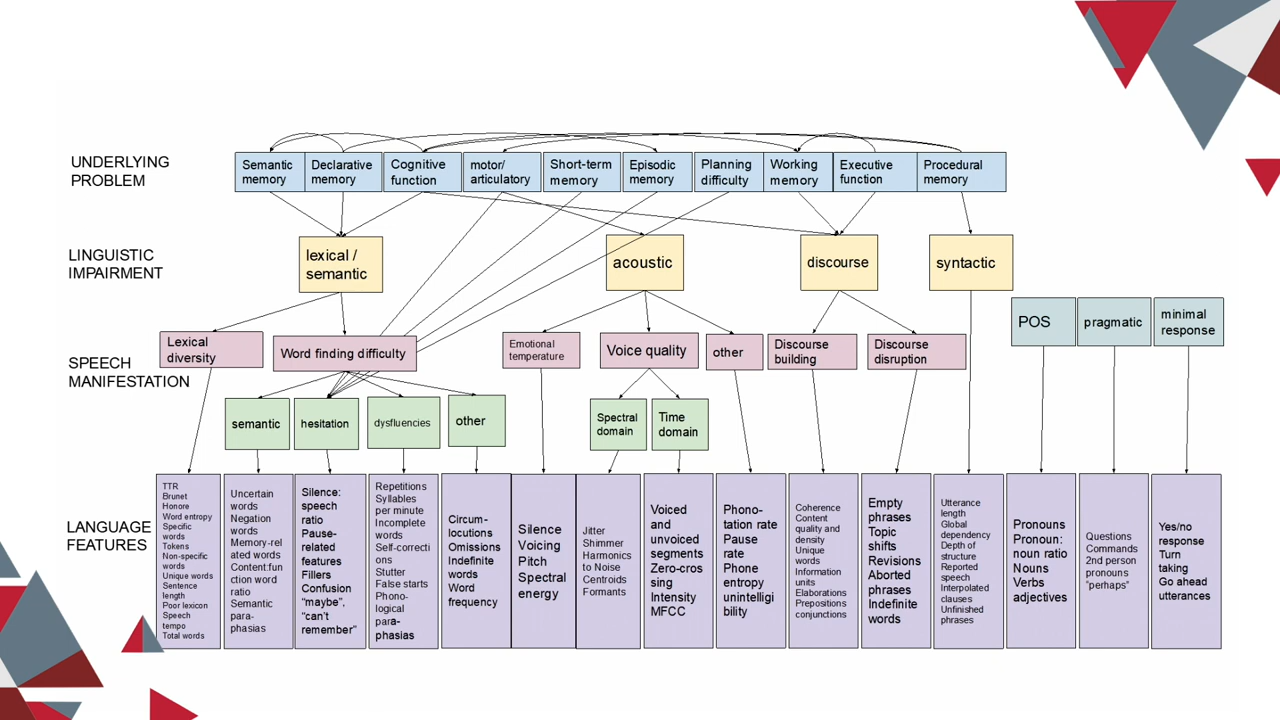 UNDERLYING
PROBLEM
Semantic
memory
Declarative
memory
Cognitive
function
motor/
articulatory
Short-term
memory
Episodic
memory
Planning
difficulty
Working
memory
Executive
function
Procedural
memory
LINGUISTIC
IMPAIRMENT
lexical /
semantic
acoustic
discourse
syntactic
POS
pragmatic
minimal
response
SPEECH
MANIFESTATION
Lexical
diversity
Word finding difficulty
Emotional
temperature
Voice quality
other
Discourse
building
Discourse
disruption
semantic
hesitation
dysfluencies
other
Spectral
domain
Time
domain
LANGUAGE
FEATURES
TTR
Brunet
Honore
Word entropy
Specific
words
Tokens
Non-specific
words
Unique words
Sentence
length
Poor lexicon
Speech
tempo
Total words
Uncertain
words
Negation
words
Memory-rel
ated words
Content:fun
ction word
ratio
Semantic
para-
phasias
Silence:
speech
ratio
Pause-
related
features
Fillers
Confusion
"maybe",
"can't
remember"
Repetitions
Syllables
per minute
Incomplete
words
Self-correcti
ons
Stutter
False starts
Phono-
logical
para-
phasias
Circum-
locutions
Omissions
Indefinite
words
Word
frequency
Silence
Voicing
Pitch
Spectral
energy
Jitter
Shimmer
Harmonics
to Noise
Centroids
Formants
Voiced
and
unvoiced
segments
Zero-cros
sing
Intensity
MFCC
Phono-
tation rate
Pause
rate
Phone
entropy
unintelligi
bility
Coherence
Content
quality and
density
Unique
words
Information
units
Elaborations
Prepositions
conjunctions
Empty
phrases
Topic
shifts
Revisions
Aborted
phrases
Indefinite
words
Utterance
length
Global
dependency
Depth of
structure
Reported
speech
Interpolated
clauses
Unfinished
phrases
Pronouns
Pronoun:
noun ratio
Nouns
Verbs
adjectives
Questions
Commands
2nd person
pronouns
"perhaps"
Yes/no
response
Turn
taking
Go ahead
utterances